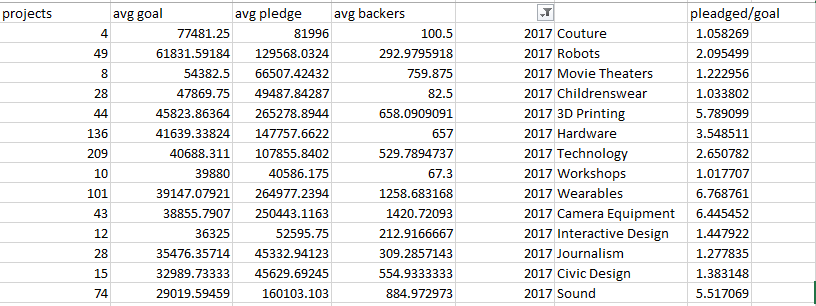 projects avg goal avg pledge avg backers pleadged/goal
4 77481.25 81996 100.5 2017 Couture 1.058269
49 61831.59184 129568.0324 292.9795918 2017 Robots 2.095499
8 54382.5 66507.42432 759.875 2017 Movie Theaters 1.222956
28 47869.75 49487.84287 82.5 2017 Childrenswear 1.033802
44 45823.86364 265278.8944 658.0909091 2017 3D Printing 5.789099
136 41639.33824 147757.6622 657 2017 Hardware 3.548511
209 40688.311 107855.8402 529.7894737 2017 Technology 2.650782
10 39880 40586.175 67.3 2017 Workshops 1.017707
101 39147.07921 264977.2394 1258.683168 2017 Wearables 6.768761
43 38855.7907 250443.1163 1420.72093 2017 Camera Equipment 6.445452
12 36325 52595.75 212.9166667 2017 Interactive Design 1.447922
28 35476.35714 45332.94123 309.2857143 2017 Journalism 1.277835
15 32989.73333 45629.69245 554.9333333 2017 Civic Design 1.383148
74 29019.59459 160103.103 884.972973 2017 Sound 5.517069